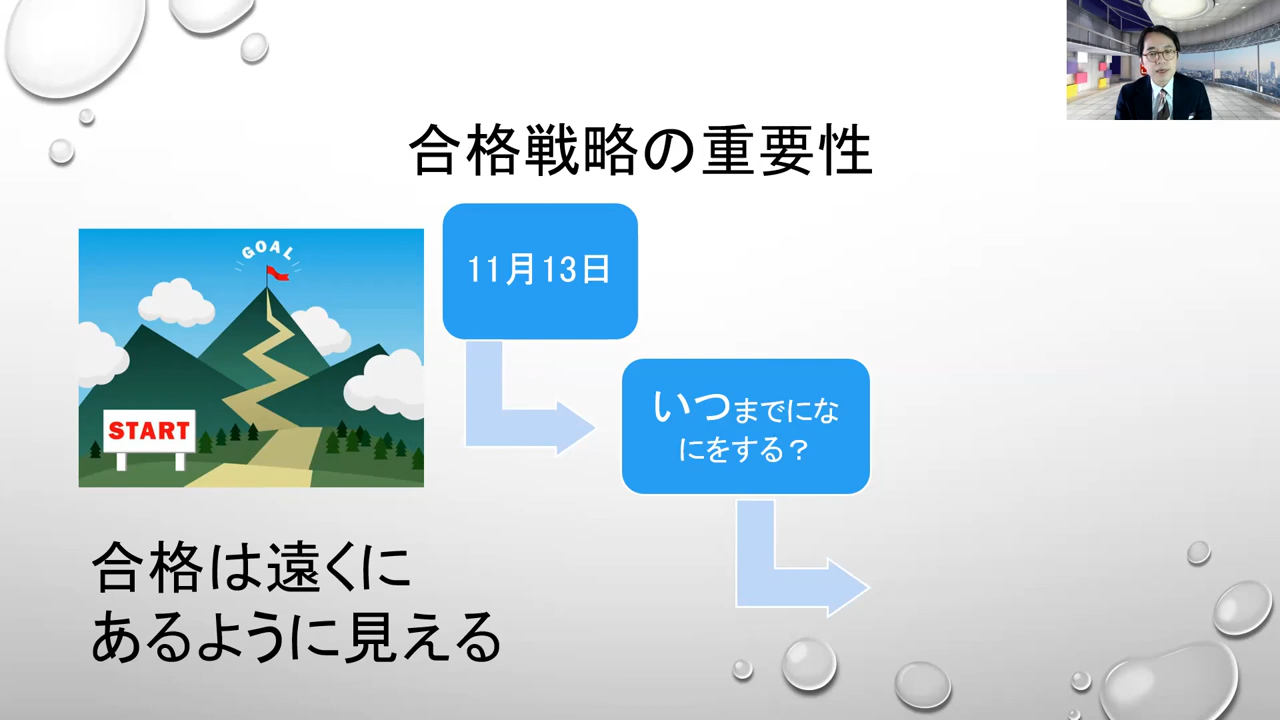 合格戦略の重要性
GOAL
START
11月13日
いつまでにな
にをする？
合格は遠くに
あるように見える